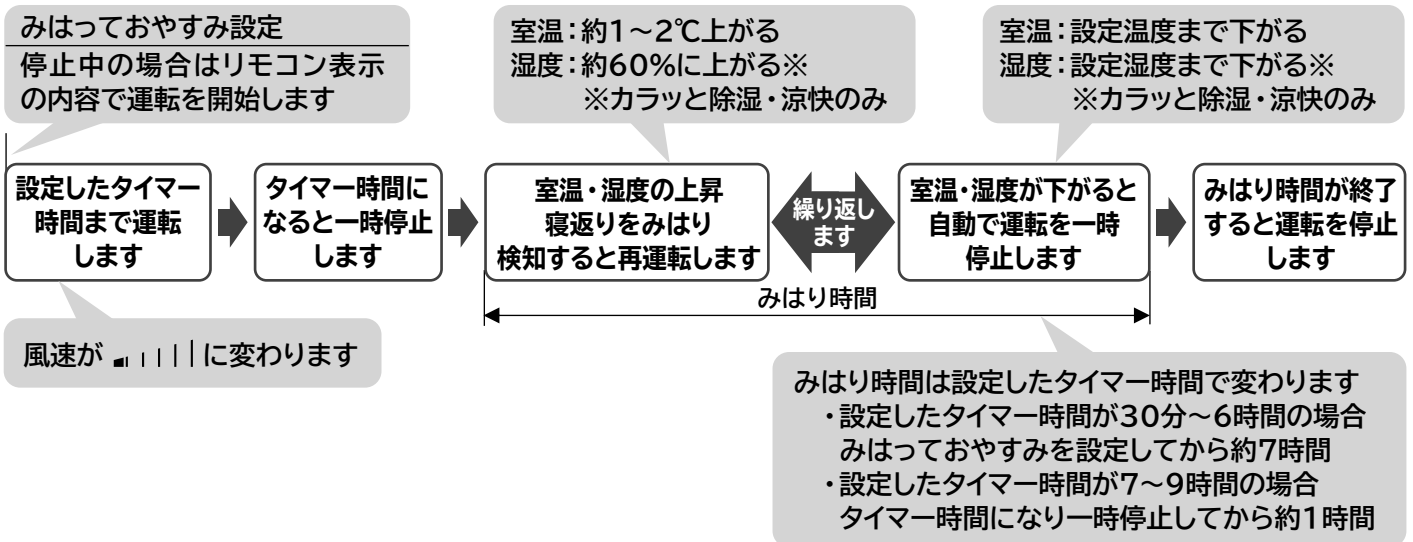 みはっておやすみ設定
停止中の場合はリモコン表示
の内容で運転を開始します
室温：約1～2℃上がる
湿度：約60%に上がる※
※カラッと除湿・涼快のみ
室温：設定温度まで下がる
湿度：設定湿度まで下がる※
※カラッと除湿・涼快のみ
設定したタイマー
時間まで運転
します
タイマー時間に
なると一時停止
します
室温・湿度の上昇
寝返りをみはり
検知すると再運転します
繰り返し
ます
室温・湿度が下がると
自動で運転を一時
停止します
みはり時間が終了
すると運転を停止
します
みはり時間
風速が に変わります
みはり時間は設定したタイマー時間で変わります
・設定したタイマー時間が30分～6時間の場合
みはっておやすみを設定してから約7時間
・設定したタイマー時間が7～9時間の場合
タイマー時間になり一時停止してから約1時間